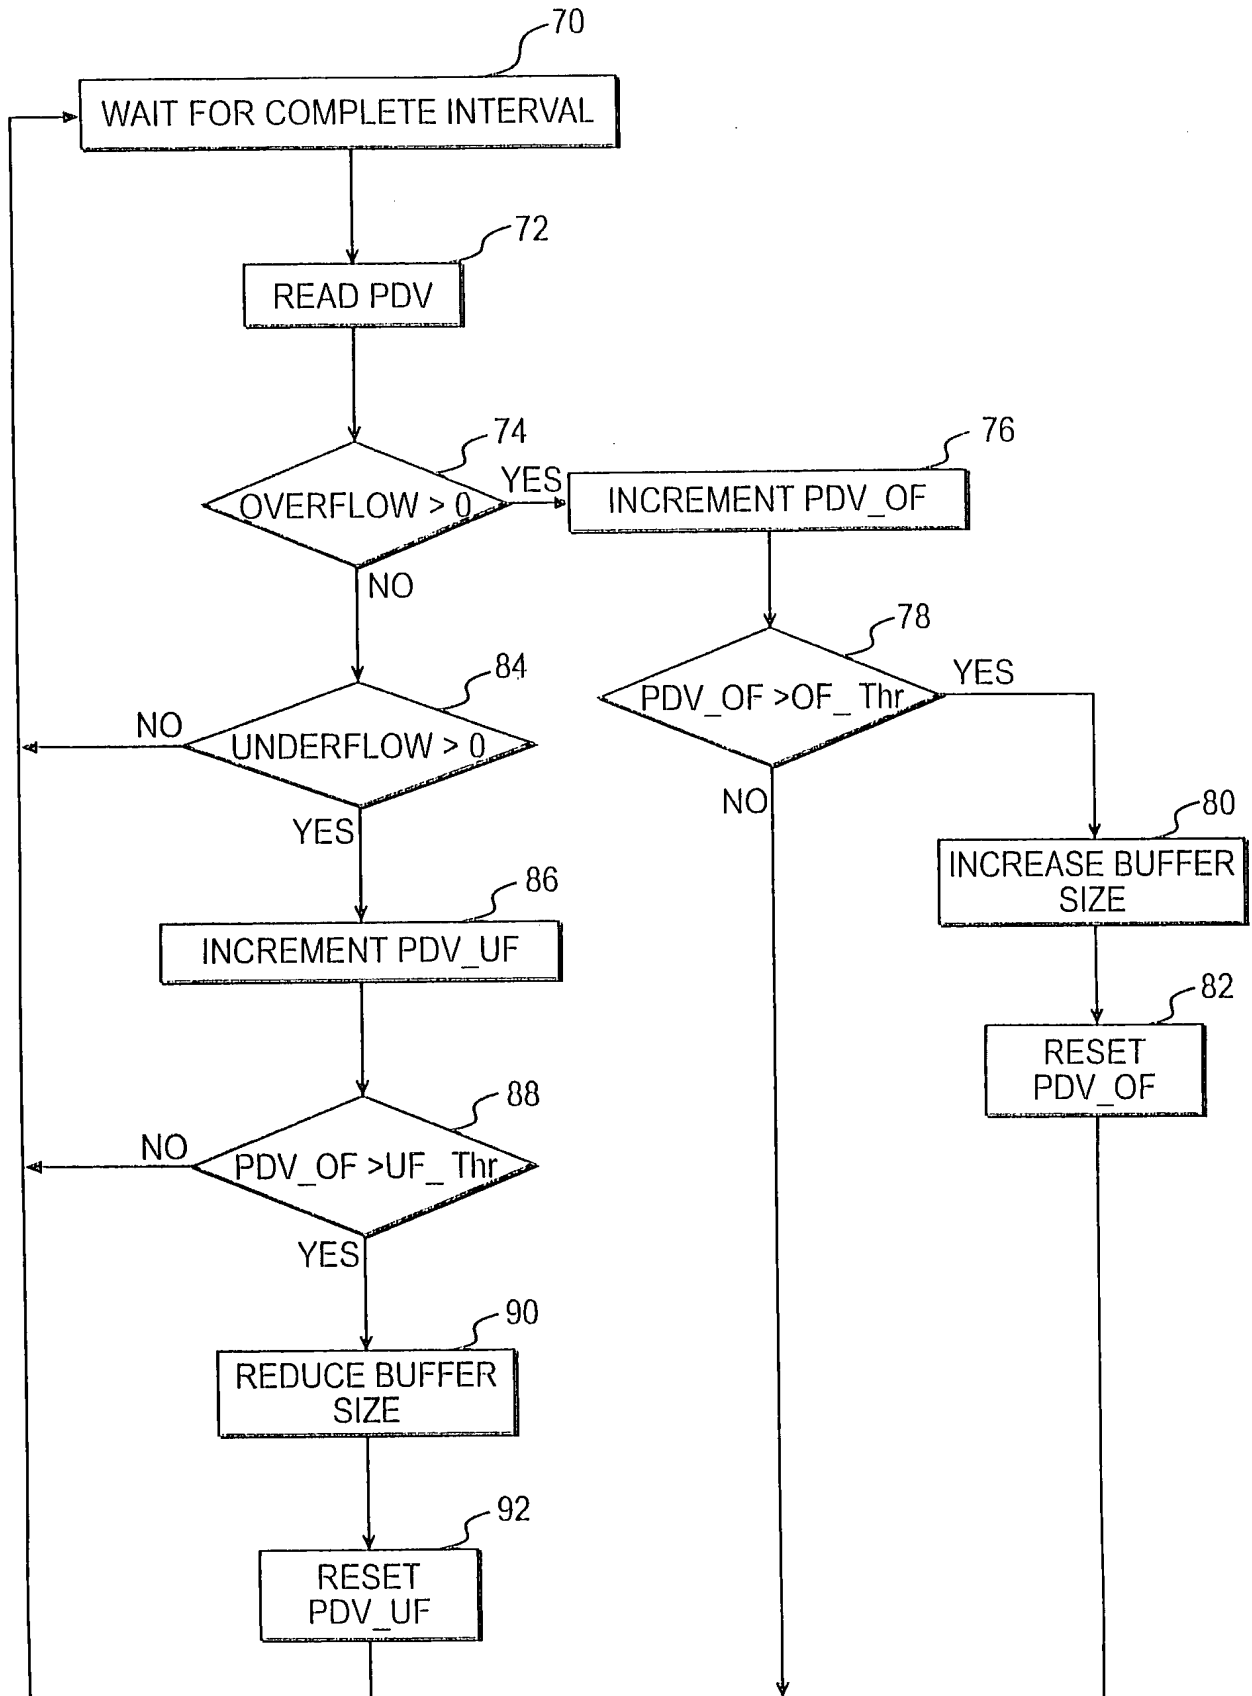 70
WAIT FOR COMPLETE INTERVAL
72
READ PDV
74
OVERFLOW > 0
YES
NO
76
INCREMENT PDV_OF
78
PDV_OF >OF_ Thr
YES
NO
80
INCREASE BUFFER
SIZE
82
RESET
PDV_OF
84
UNDERFLOW > 0
NO
YES
86
INCREMENT PDV_UF
88
PDV_OF >UF_ Thr
NO
YES
90
REDUCE BUFFER
SIZE
92
RESET
PDV_UF